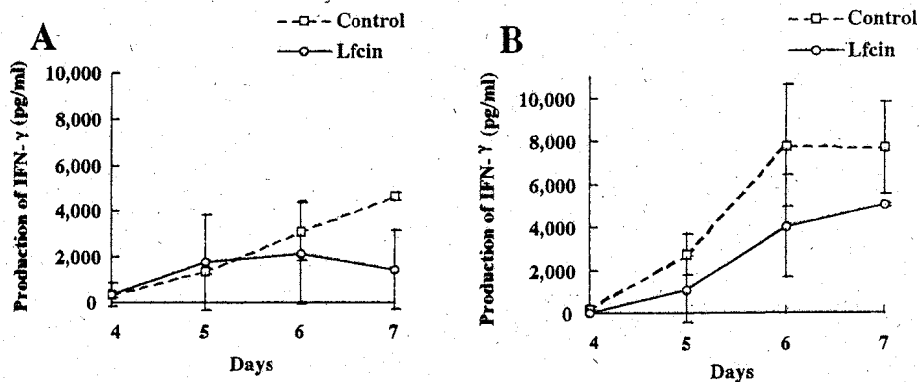 A
Control
Lfcin
Production of IFN-γ (pg/ml)
10,000
8,000
6,000
4,000
2,000
0
4
5
6
7
Days
B
Control
Lfcin
Production of IFN-γ (pg/ml)
10,000
8,000
6,000
4,000
2,000
0
4
5
6
7
Days